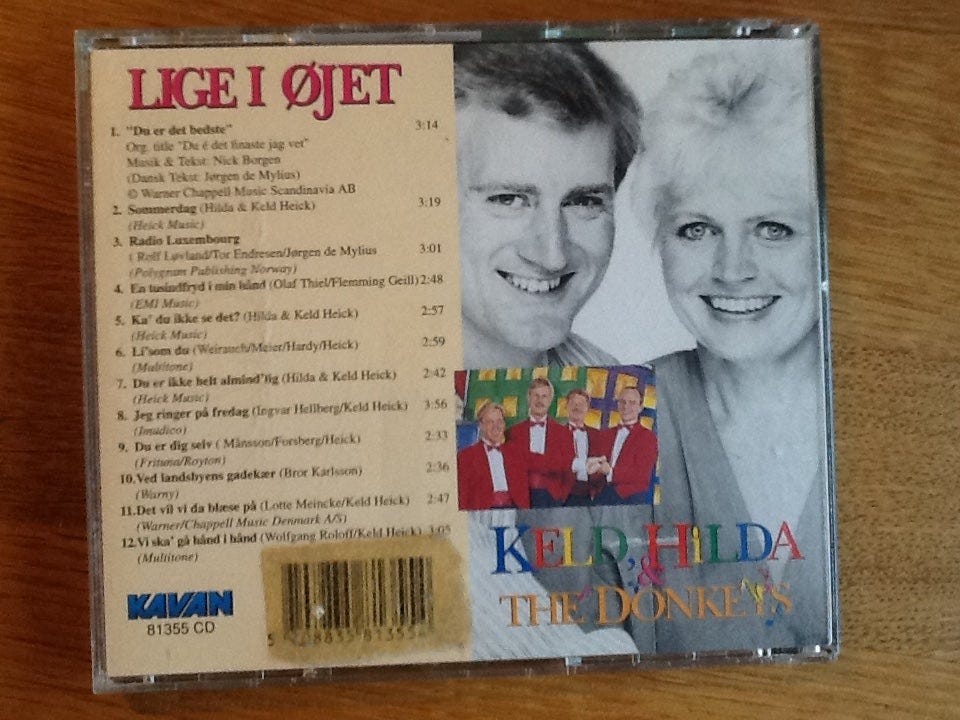 LIGE I ØJET
1. "Du er det bedste" 3:14
Org. title "Du é det finaste jag vet"
Musik & Tekst: Nick Borgen
(Dansk Tekst: Jørgen de Mylius)
© Warner Chappell Music Scandinavia AB
2. Sommerdag (Hilda & Keld Heick) 3:19
(Heick Music)
3. Radio Luxembourg
( Rolf Løvland/Tor Endresen/Jørgen de Mylius 3:01
(Polygram Publishing Norway)
4. En tusindfryd i min hånd (Olaf Thiel/Flemming Geill) 2:48
(EMI Music)
5. Ka' du ikke se det? (Hilda & Keld Heick) 2:57
(Heick Music)
6. Li'som du (Weirauch/Meier/Hardy/Heick) 2:59
(Multitone)
7. Du er ikke helt almind'lig (Hilda & Keld Heick) 2:42
(Heick Music)
8. Jeg ringer på fredag (Ingvar Hellberg/Keld Heick) 3:56
(Imudico)
9. Du er dig selv ( Månsson/Forsberg/Heick) 2:33
(Frituna/Royton)
10. Ved landsbyens gadekær (Bror Karlsson) 2:36
(Warny)
11. Det vil vi da blæse på (Lotte Meincke/Keld Heick) 2:47
(Warner/Chappell Music Denmark A/S)
12. Vi ska' gå hånd i hånd (Wolfgang Roloff/Keld Heick) 3:05
(Multitone)
KAVAN
81355 CD
KELD, HILDA
&
THE DONKEYS